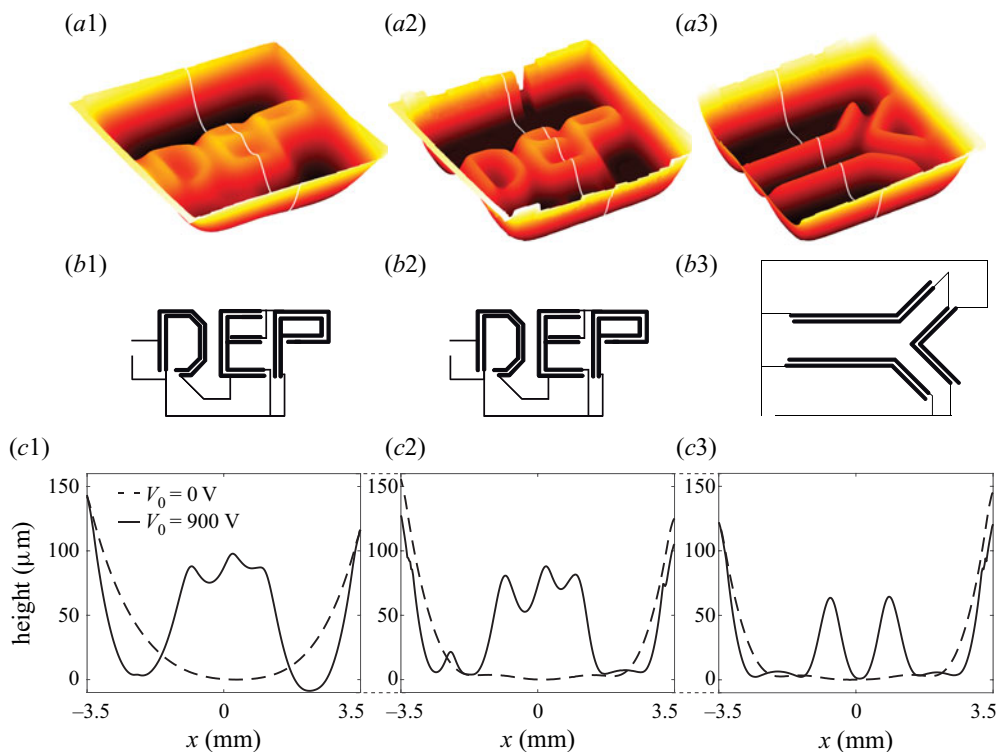 (a1) (a2) (a3)
(b1) (b2) (b3)
DEP DEP
(c1) (c2) (c3)
150 150 150
V₀ = 0 V
V₀ = 900 V
100 100 100
height (μm)
50 50 50
0 0 0
−3.5 0 3.5 −3.5 0 3.5 −3.5 0 3.5
x (mm) x (mm) x (mm)